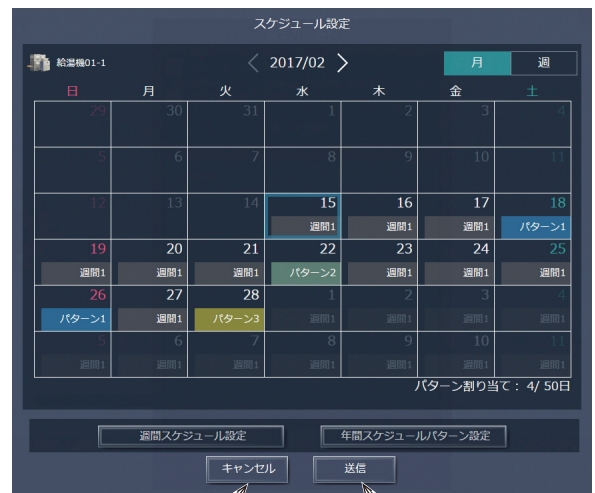 スケジュール設定
給湯機01-1
< 2017/02 >
月 週
日 月 火 水 木 金 土
29 30 31 1 2 3 4
5 6 7 8 9 10 11
12 13 14 15 16 17 18
週間1 週間1 週間1 パターン1
19 20 21 22 23 24 25
週間1 週間1 週間1 パターン2 週間1 週間1 週間1
26 27 28 1 2 3 4
パターン1 週間1 パターン3 週間1 週間1 週間1 週間1
5 6 7 8 9 10 11
週間1 週間1 週間1 週間1 週間1 週間1 週間1
パターン割り当て： 4/ 50日
週間スケジュール設定 年間スケジュールパターン設定
キャンセル 送信